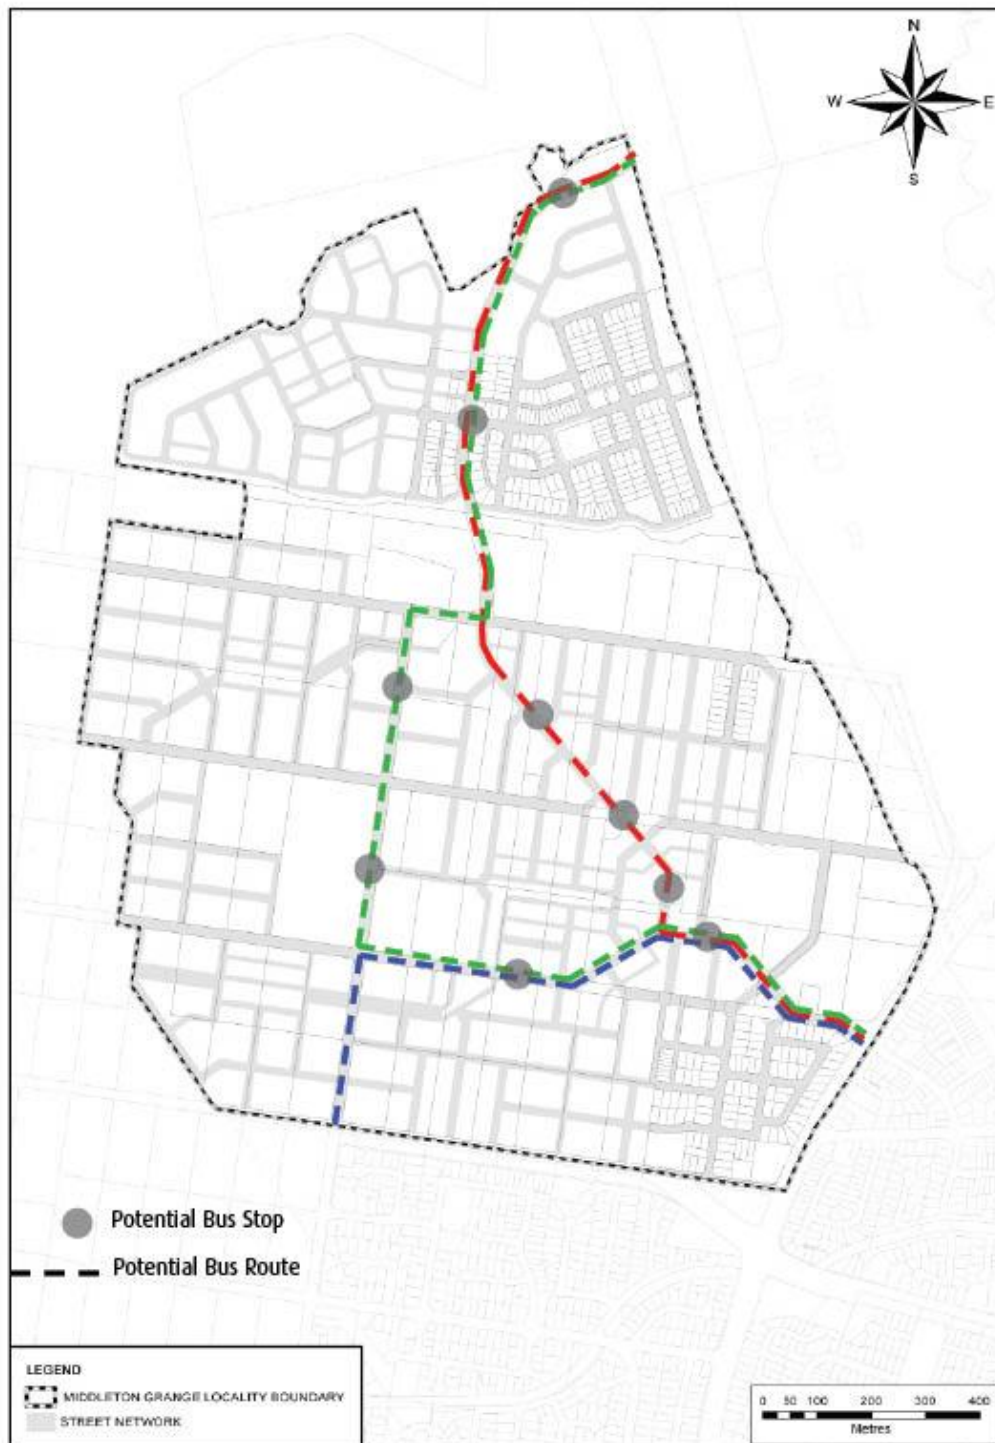 N
W E
S
Potential Bus Stop
Potential Bus Route
LEGEND
MIDDLETON GRANGE LOCALITY BOUNDARY
STREET NETWORK
0 50 100 200 300 400
Metres